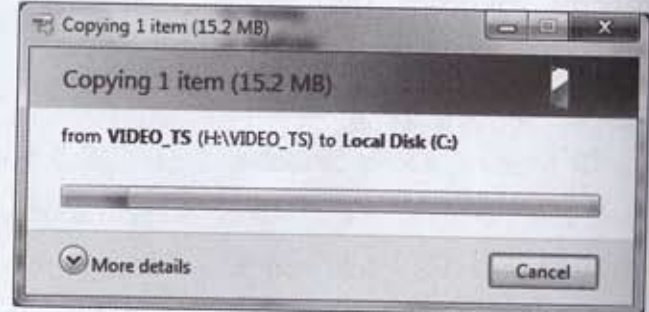 Copying 1 item (15.2 MB)
Copying 1 item (15.2 MB)
from VIDEO_TS (H:\VIDEO_TS) to Local Disk (C:)
More details
Cancel